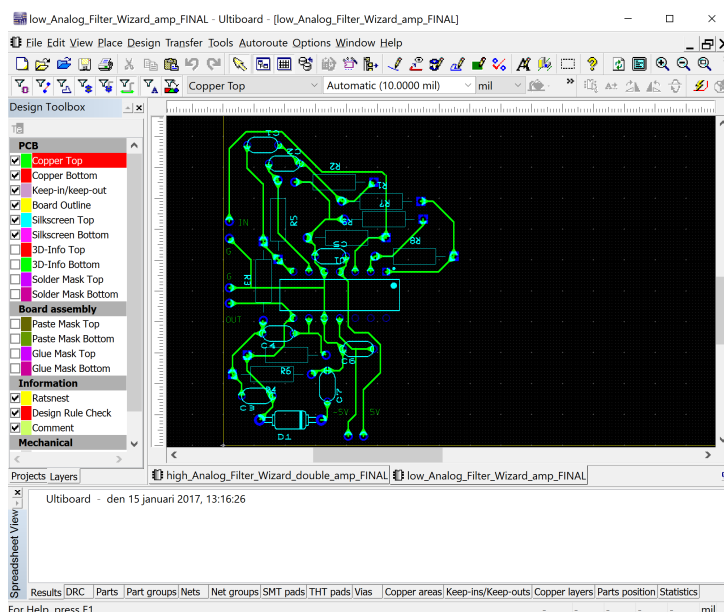 low_Analog_Filter_Wizard_amp_FINAL - Ultiboard - [low_Analog_Filter_Wizard_amp_FINAL]
File Edit View Place Design Transfer Tools Autoroute Options Window Help
Copper Top Automatic (10.0000 mil) mil
Design Toolbox
PCB
Copper Top
Copper Bottom
Keep-in/keep-out
Board Outline
Silkscreen Top
Silkscreen Bottom
3D-Info Top
3D-Info Bottom
Solder Mask Top
Solder Mask Bottom
Board assembly
Paste Mask Top
Paste Mask Bottom
Glue Mask Top
Glue Mask Bottom
Information
Ratsnest
Design Rule Check
Comment
Mechanical
Projects Layers
C1
C2
R2
R1
R7
R5
R9
IN
R8
C5
G
U1
G
R3
OUT
C4
C6
R6
R4
C3
C7
-5V 5V
D1
high_Analog_Filter_Wizard_double_amp_FINAL low_Analog_Filter_Wizard_amp_FINAL
Ultiboard - den 15 januari 2017, 13:16:26
Spreadsheet View
Results DRC Parts Part groups Nets Net groups SMT pads THT pads Vias Copper areas Keep-ins/Keep-outs Copper layers Parts position Statistics
For Help, press F1 - - - - mil